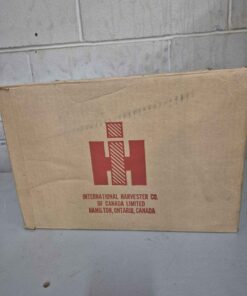 IH
INTERNATIONAL HARVESTER CO.
OF CANADA LIMITED
HAMILTON, ONTARIO, CANADA